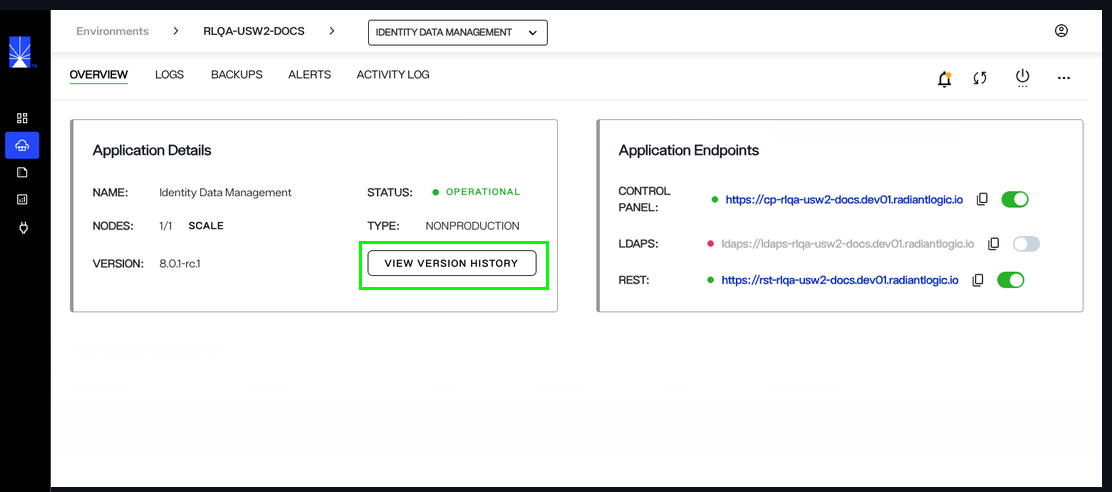 Environments > RLQA-USW2-DOCS > IDENTITY DATA MANAGEMENT
OVERVIEW LOGS BACKUPS ALERTS ACTIVITY LOG
Application Details
NAME: Identity Data Management STATUS: OPERATIONAL
NODES: 1/1 SCALE TYPE: NONPRODUCTION
VERSION: 8.0.1-rc.1 VIEW VERSION HISTORY
Application Endpoints
CONTROL
PANEL: https://cp-rlqa-usw2-docs.dev01.radiantlogic.io
LDAPS: ldaps://ldaps-rlqa-usw2-docs.dev01.radiantlogic.io
REST: https://rst-rlqa-usw2-docs.dev01.radiantlogic.io